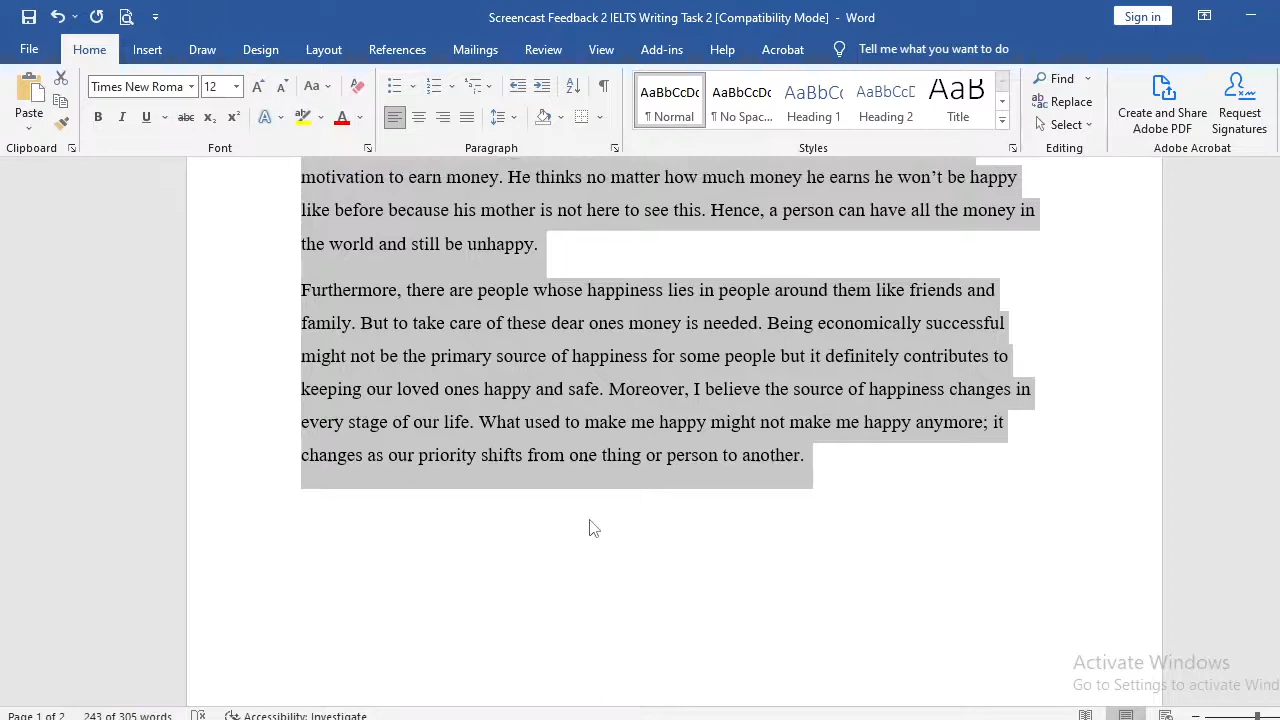 Screencast Feedback 2 IELTS Writing Task 2 [Compatibility Mode] - Word
Sign in
File Home Insert Draw Design Layout References Mailings Review View Add-ins Help Acrobat Tell me what you want to do
Paste
Clipboard
Times New Roma 12
Font
Paragraph
AaBbCcDc AaBbCcDc AaBbCc AaBbCcD AaB
¶ Normal ¶ No Spac... Heading 1 Heading 2 Title
Styles
Find
Replace
Select
Editing
Create and Share Adobe PDF
Request Signatures
Adobe Acrobat
motivation to earn money. He thinks no matter how much money he earns he won’t be happy
like before because his mother is not here to see this. Hence, a person can have all the money in
the world and still be unhappy.
Furthermore, there are people whose happiness lies in people around them like friends and
family. But to take care of these dear ones money is needed. Being economically successful
might not be the primary source of happiness for some people but it definitely contributes to
keeping our loved ones happy and safe. Moreover, I believe the source of happiness changes in
every stage of our life. What used to make me happy might not make me happy anymore; it
changes as our priority shifts from one thing or person to another.
Activate Windows
Go to Settings to activate Wind
Page 1 of 2 243 of 305 words Accessibility: Investigate